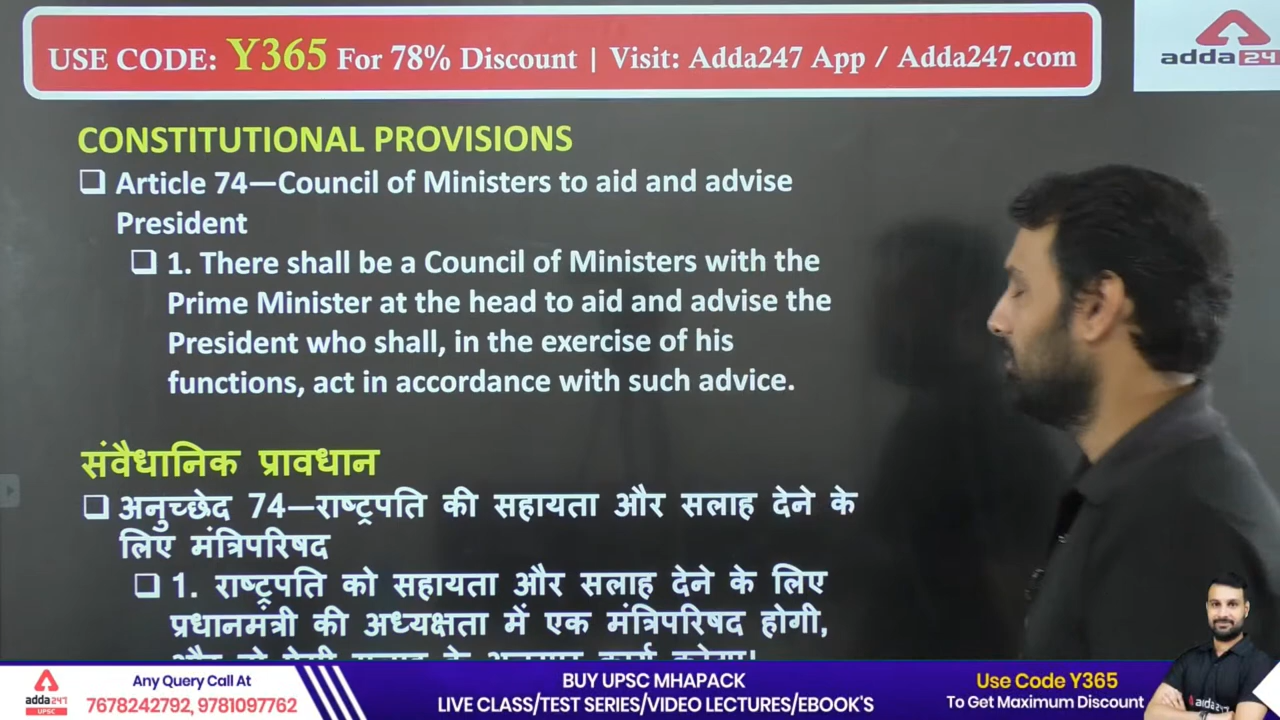 USE CODE: Y365 For 78% Discount | Visit: Adda247 App / Adda247.com
adda 24
CONSTITUTIONAL PROVISIONS
Article 74—Council of Ministers to aid and advise
President
1. There shall be a Council of Ministers with the
Prime Minister at the head to aid and advise the
President who shall, in the exercise of his
functions, act in accordance with such advice.
संवैधानिक प्रावधान
अनुच्छेद 74—राष्ट्रपति की सहायता और सलाह देने के
लिए मंत्रिपरिषद
1. राष्ट्रपति को सहायता और सलाह देने के लिए
प्रधानमंत्री की अध्यक्षता में एक मंत्रिपरिषद होगी,
adda247
UPSC
Any Query Call At
7678242792, 9781097762
BUY UPSC MHAPACK
LIVE CLASS/TEST SERIES/VIDEO LECTURES/EBOOK'S
Use Code Y365
To Get Maximum Discount